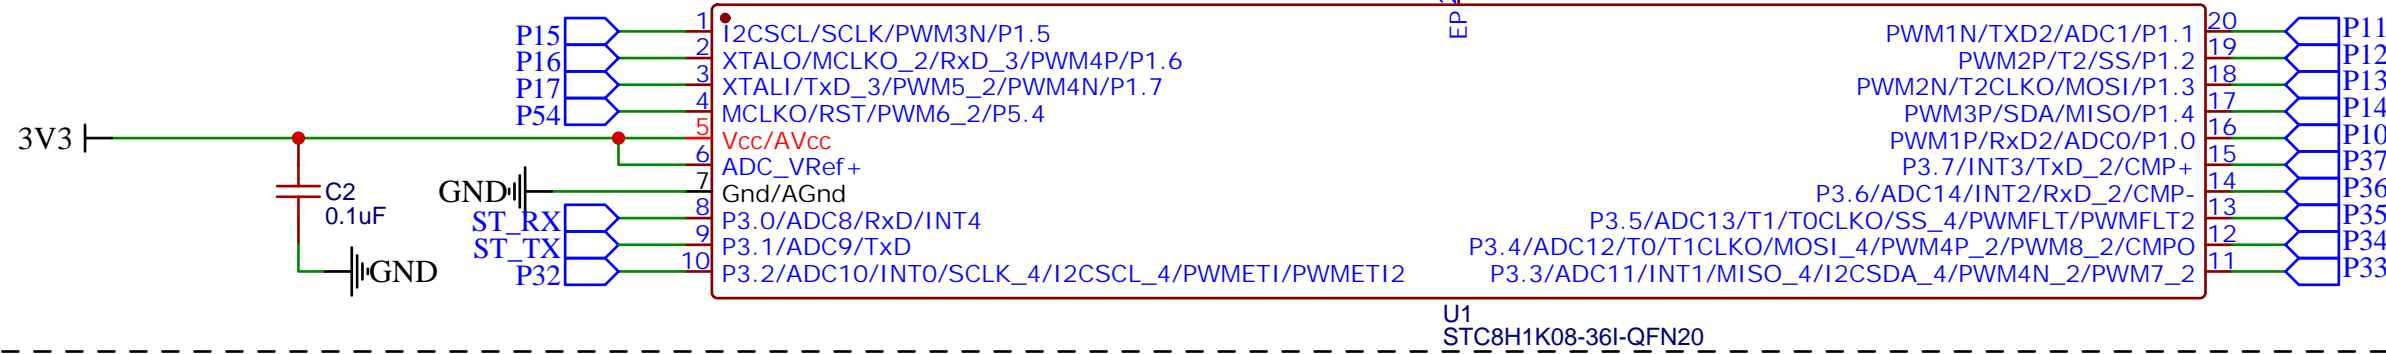 EP
P15 1 I2CSCL/SCLK/PWM3N/P1.5 PWM1N/TXD2/ADC1/P1.1 20 P11
P16 2 XTALO/MCLKO_2/RxD_3/PWM4P/P1.6 PWM2P/T2/SS/P1.2 19 P12
P17 3 XTALI/TxD_3/PWM5_2/PWM4N/P1.7 PWM2N/T2CLKO/MOSI/P1.3 18 P13
P54 4 MCLKO/RST/PWM6_2/P5.4 PWM3P/SDA/MISO/P1.4 17 P14
3V3 5 Vcc/AVcc PWM1P/RxD2/ADC0/P1.0 16 P10
6 ADC_VRef+ P3.7/INT3/TxD_2/CMP+ 15 P37
GND 7 Gnd/AGnd P3.6/ADC14/INT2/RxD_2/CMP- 14 P36
ST_RX 8 P3.0/ADC8/RxD/INT4 P3.5/ADC13/T1/T0CLKO/SS_4/PWMFLT/PWMFLT2 13 P35
ST_TX 9 P3.1/ADC9/TxD P3.4/ADC12/T0/T1CLKO/MOSI_4/PWM4P_2/PWM8_2/CMPO 12 P34
P32 10 P3.2/ADC10/INT0/SCLK_4/I2CSCL_4/PWMETI/PWMETI2 P3.3/ADC11/INT1/MISO_4/I2CSDA_4/PWM4N_2/PWM7_2 11 P33
C2
0.1uF
GND
U1
STC8H1K08-36I-QFN20